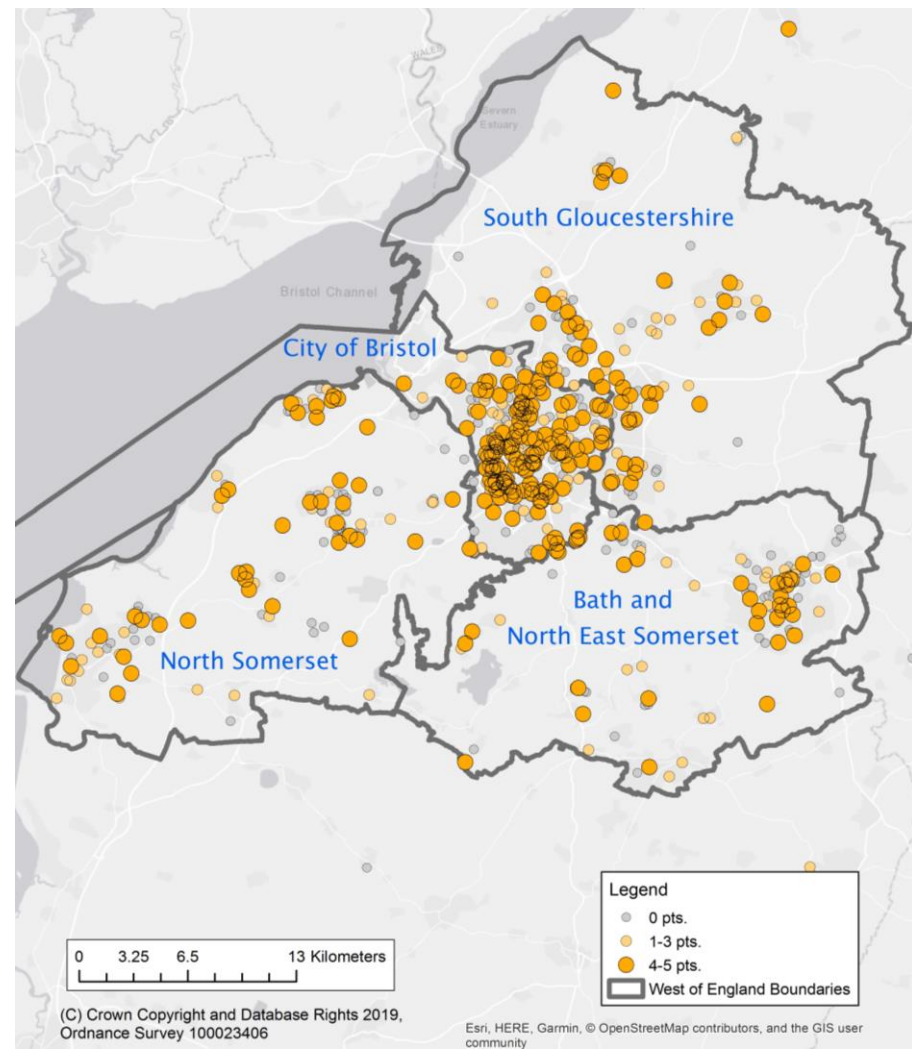 WALES
Severn
Estuary
South Gloucestershire
Bristol Channel
City of Bristol
Bath and
North East Somerset
North Somerset
Legend
0 pts.
1-3 pts.
4-5 pts.
West of England Boundaries
0 3.25 6.5 13 Kilometers
(C) Crown Copyright and Database Rights 2019,
Ordnance Survey 100023406
Esri, HERE, Garmin, © OpenStreetMap contributors, and the GIS user
community